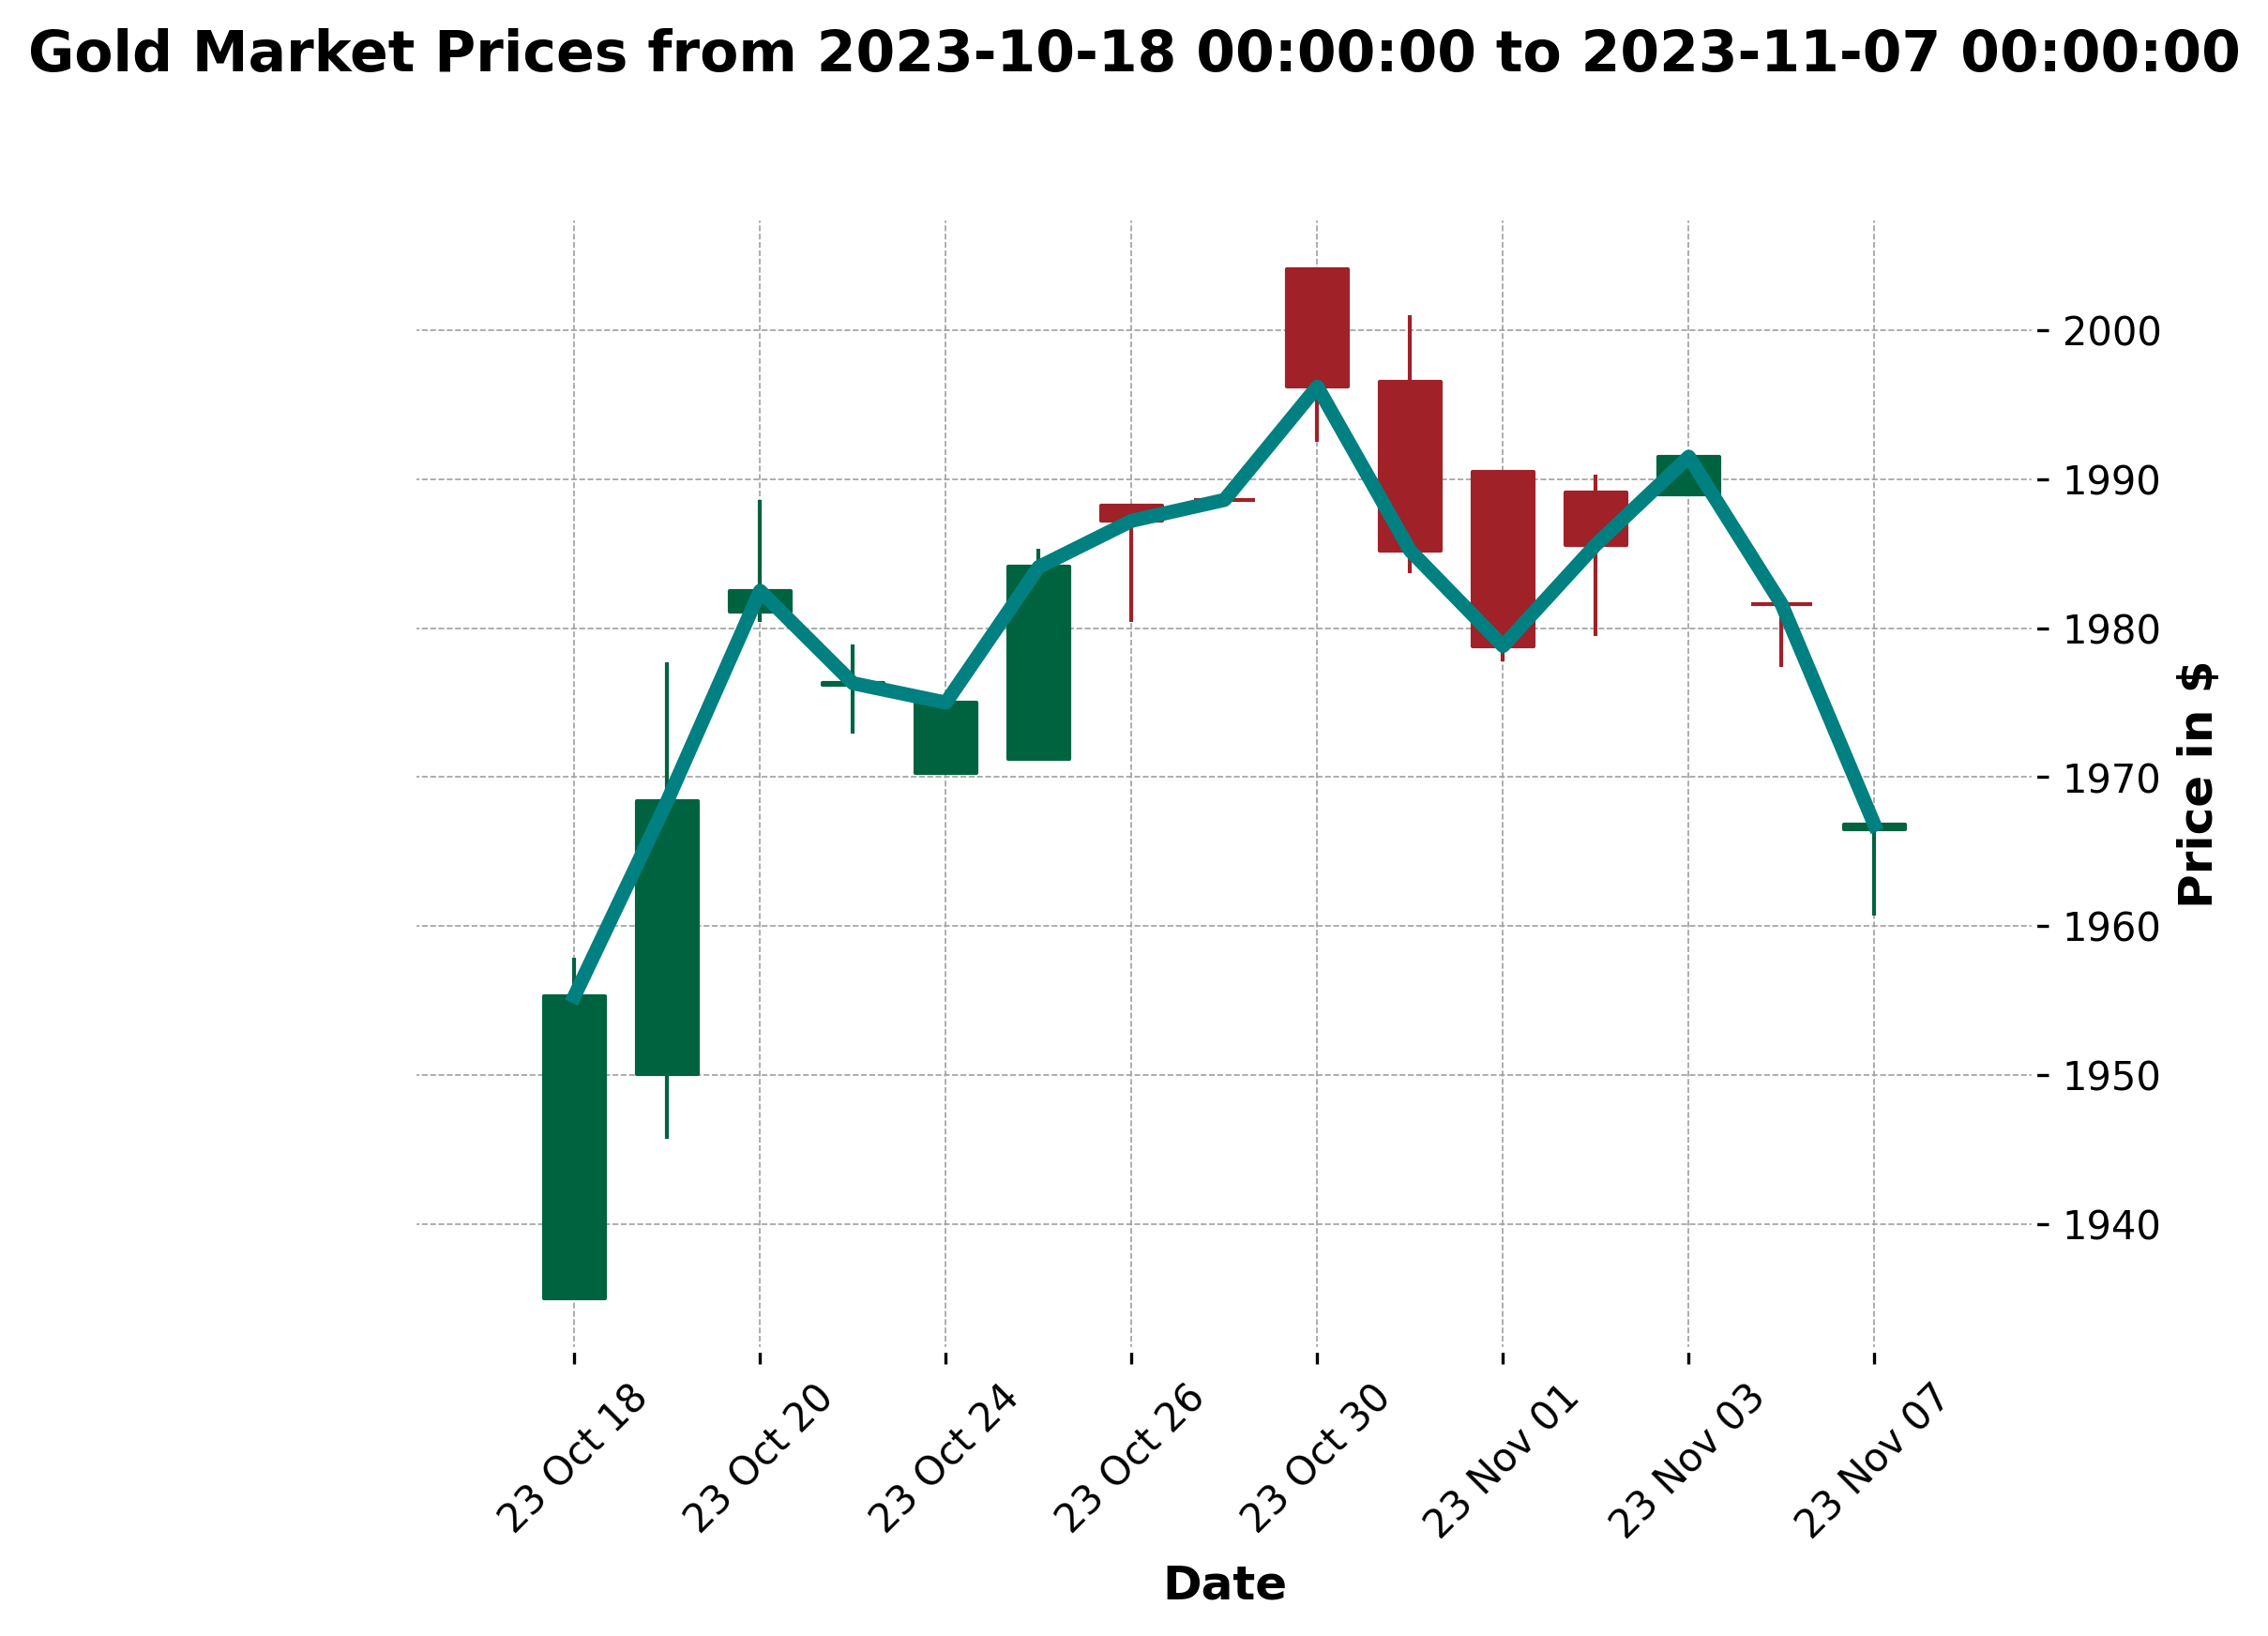 Gold Market Prices from 2023-10-18 00:00:00 to 2023-11-07 00:00:00
2000
1990
1980
1970
1960
1950
1940
Price in $
23 Oct 18
23 Oct 20
23 Oct 24
23 Oct 26
23 Oct 30
23 Nov 01
23 Nov 03
23 Nov 07
Date